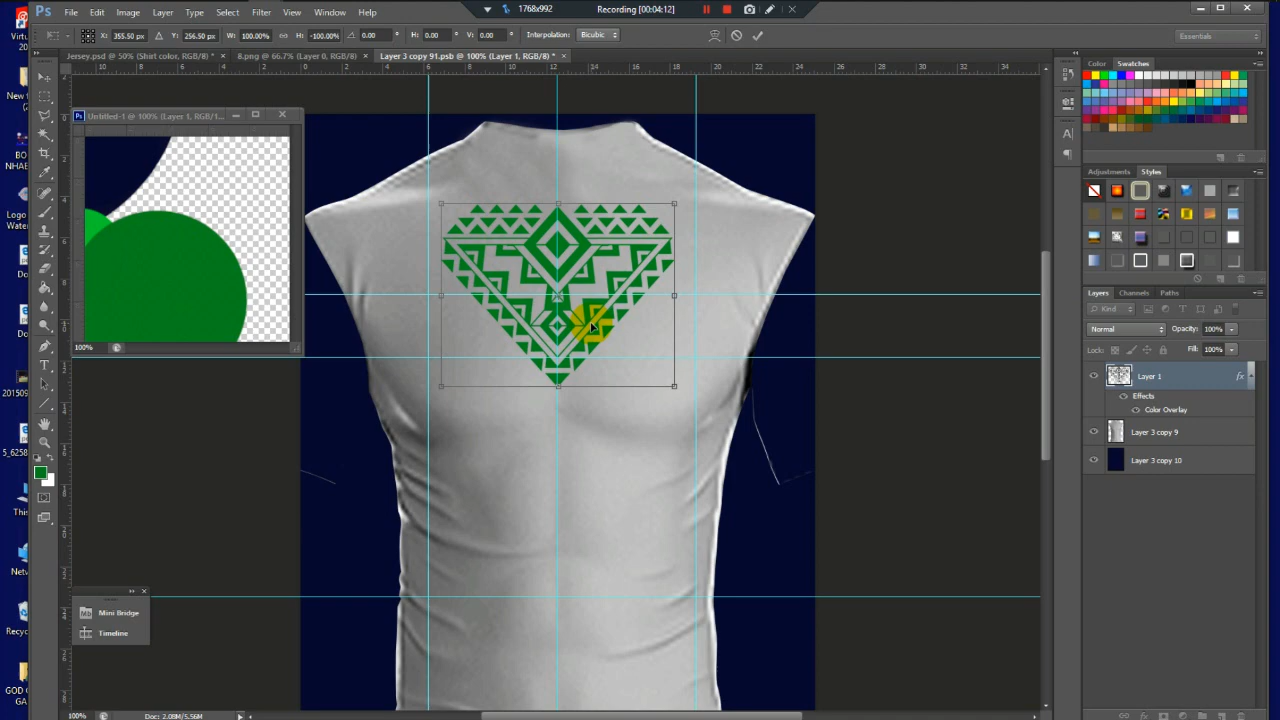 1768x992
Recording [00:04:12]
Ps
File
Edit
Image
Layer
Type
Select
Filter
View
Window
Help
X: 355.50 px
Y: 256.50 px
W: 100.00%
H: -100.00%
0.00
H: 0.00
V: 0.00
Interpolation:
Bicubic
Essentials
Jersey.psd @ 50% (Shirt color, RGB/8) *
8.png @ 66.7% (Layer 0, RGB/8)
Layer 3 copy 91.psb @ 100% (Layer 1, RGB/8) *
Untitled-1 @ 100% (Layer 1, RGB/1...
100%
Color
Swatches
Adjustments
Styles
Layers
Channels
Paths
Kind
Normal
Opacity:
100%
Lock:
Fill:
100%
Layer 1
fx
Effects
Color Overlay
Layer 3 copy 9
Layer 3 copy 10
Mb
Mini Bridge
Timeline
100%
Doc: 2.08M/5.56M